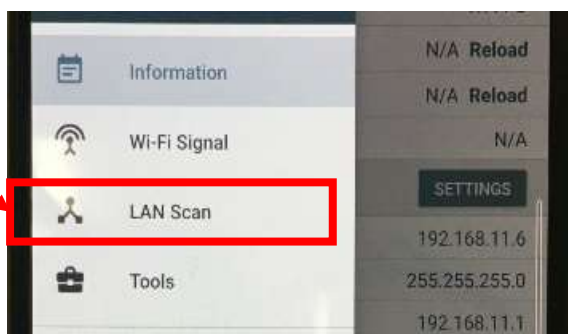 Information
Wi-Fi Signal
LAN Scan
Tools
N/A Reload
N/A Reload
N/A
SETTINGS
192.168.11.6
255.255.255.0
192.168.11.1